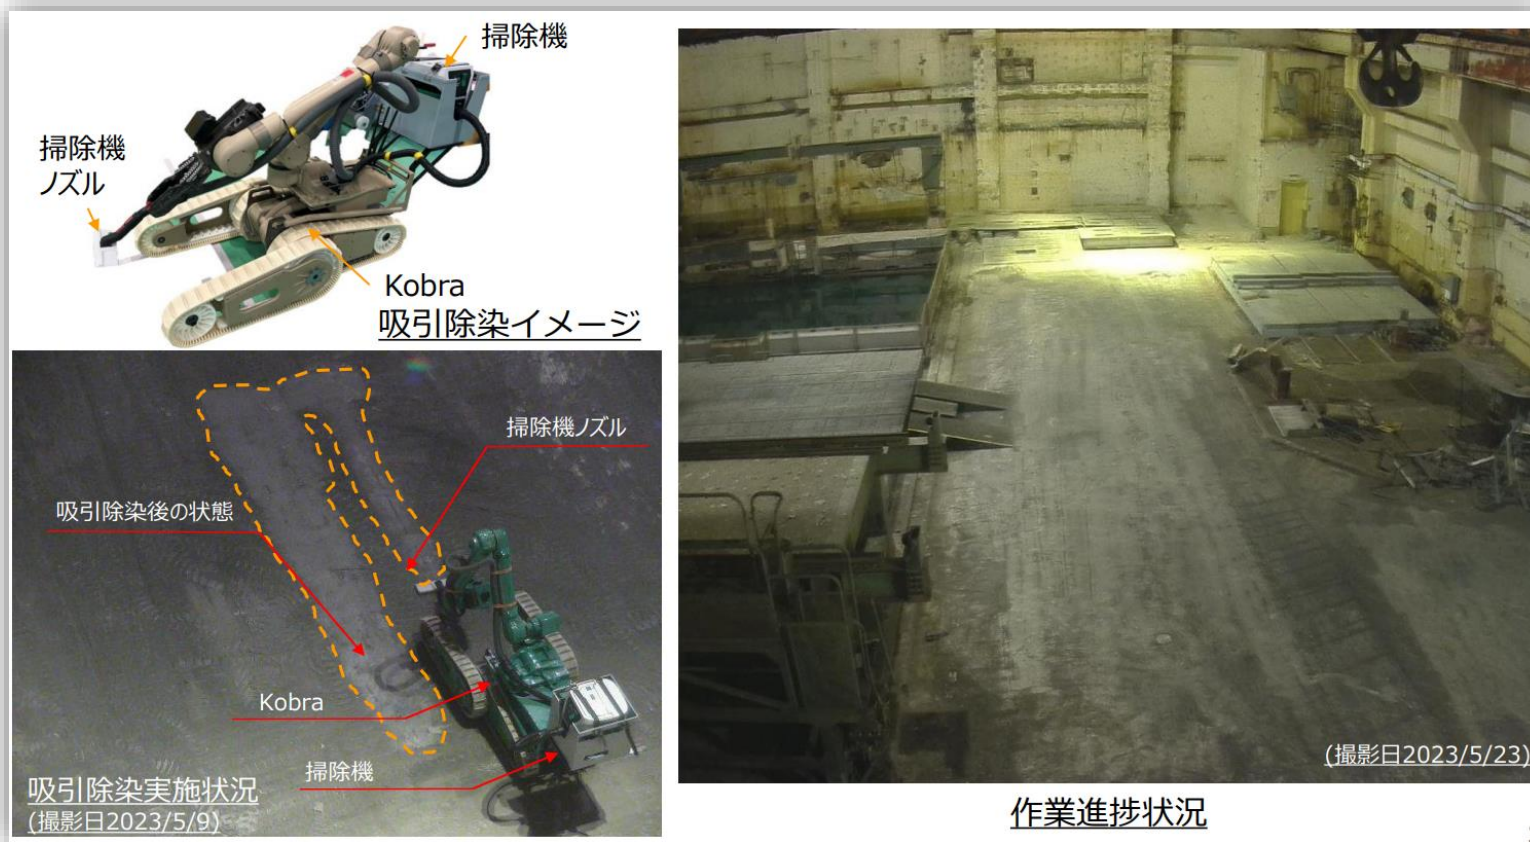 掃除機
掃除機
ノズル
Kobra
吸引除染イメージ
掃除機ノズル
吸引除染後の状態
Kobra
掃除機
吸引除染実施状況
(撮影日2023/5/9)
(撮影日2023/5/23)
作業進捗状況